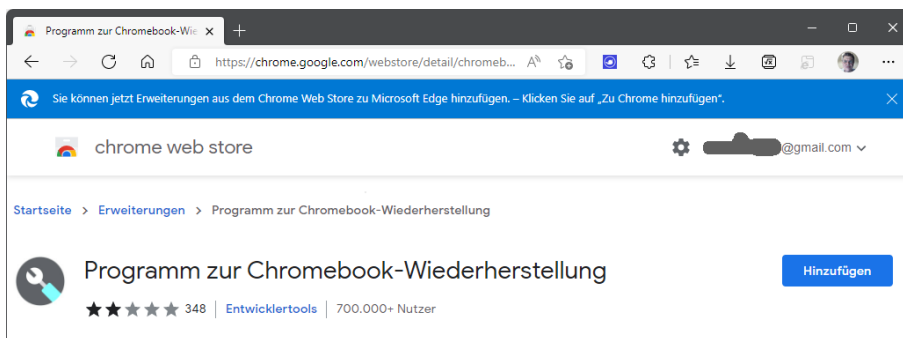 Programm zur Chromebook-Wie
https://chrome.google.com/webstore/detail/chromeb...
Sie können jetzt Erweiterungen aus dem Chrome Web Store zu Microsoft Edge hinzufügen. – Klicken Sie auf „Zu Chrome hinzufügen“.
chrome web store
@gmail.com
Startseite > Erweiterungen > Programm zur Chromebook-Wiederherstellung
Programm zur Chromebook-Wiederherstellung
Hinzufügen
348 | Entwicklertools | 700.000+ Nutzer